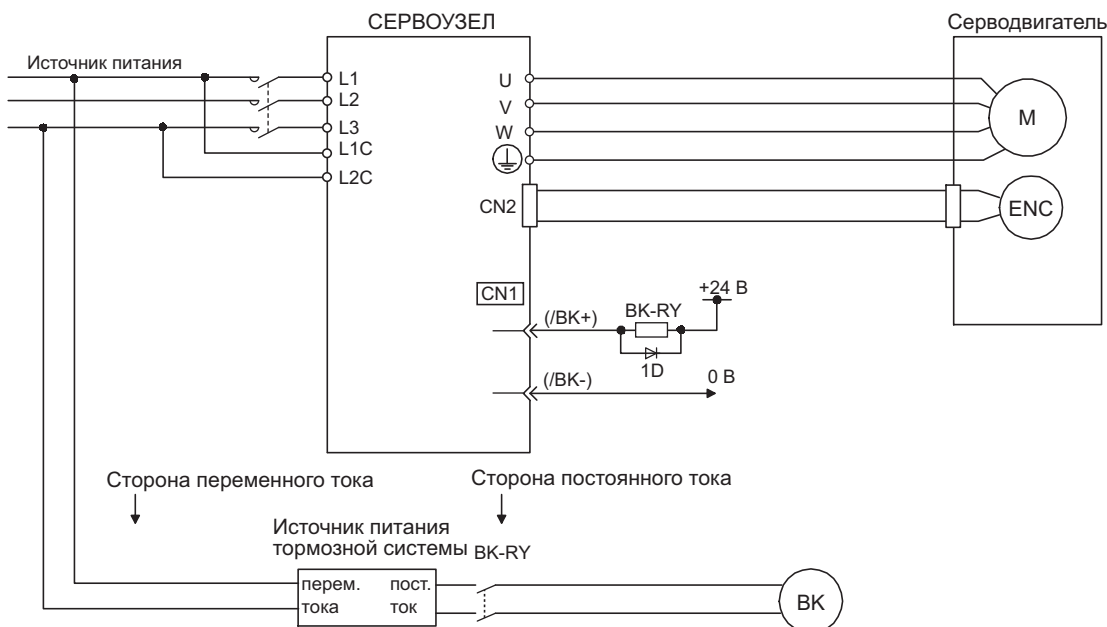 СЕРВОУЗЕЛ
Серводвигатель
Источник питания
L1
L2
L3
L1C
L2C
U
V
W
M
CN2
ENC
CN1
(/BK+)
BK-RY
+24 В
1D
(/BK-)
0 В
Сторона переменного тока
Сторона постоянного тока
Источник питания
тормозной системы
BK-RY
перем. пост.
тока ток
BK